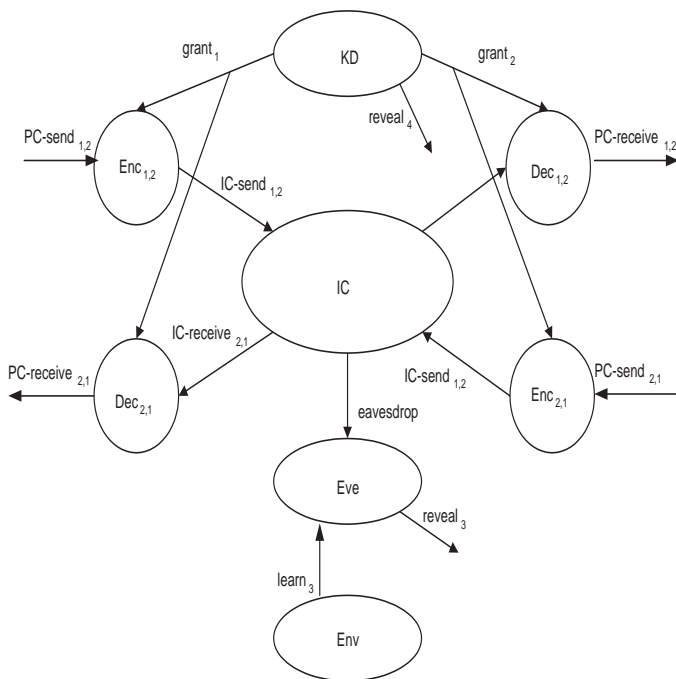 grant 1
KD
grant 2
reveal 4
PC-send 1,2
Enc 1,2
IC-send 1,2
Dec 1,2
PC-receive 1,2
IC
PC-receive 2,1
Dec 2,1
IC-receive 2,1
IC-send 1,2
Enc 2,1
PC-send 2,1
eavesdrop
Eve
reveal 3
learn 3
Env